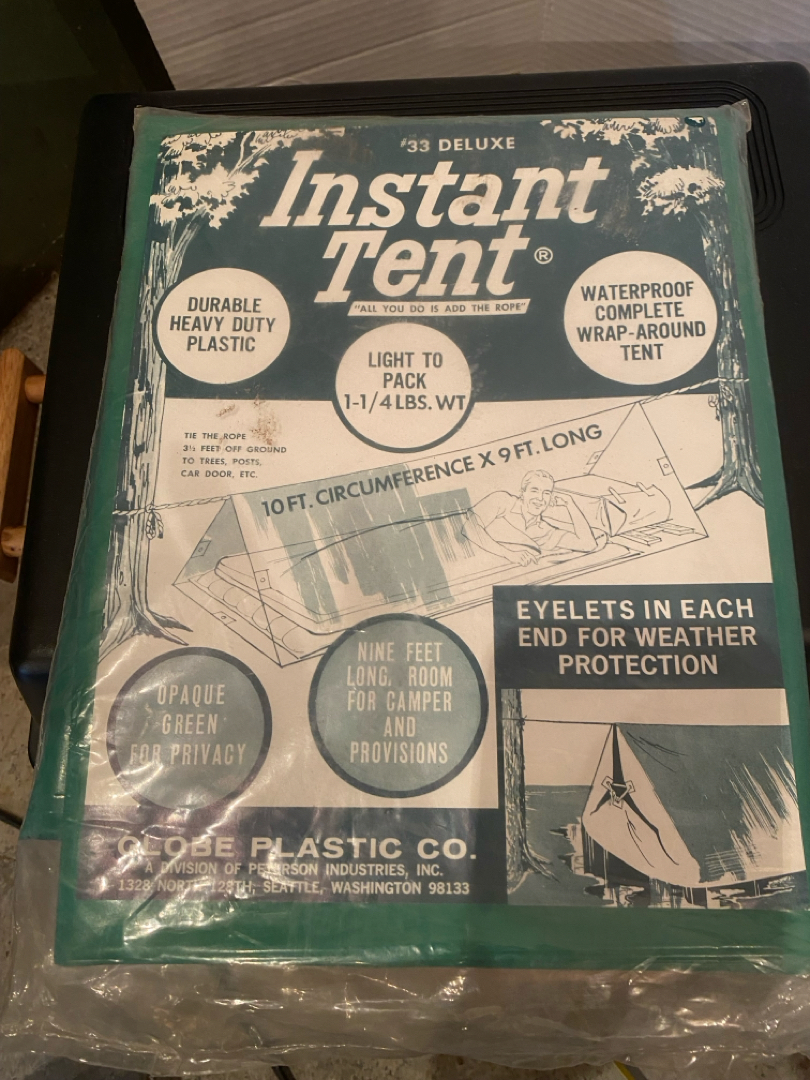 #33 DELUXE
Instant
Tent®
"ALL YOU DO IS ADD THE ROPE"
DURABLE
HEAVY DUTY
PLASTIC
LIGHT TO
PACK
1-1/4 LBS. WT
WATERPROOF
COMPLETE
WRAP-AROUND
TENT
TIE THE ROPE
3½ FEET OFF GROUND
TO TREES, POSTS,
CAR DOOR, ETC.
10 FT. CIRCUMFERENCE X 9 FT. LONG
EYELETS IN EACH
END FOR WEATHER
PROTECTION
OPAQUE
GREEN
FOR PRIVACY
NINE FEET
LONG, ROOM
FOR CAMPER
AND
PROVISIONS
GLOBE PLASTIC CO.
A DIVISION OF PETERSON INDUSTRIES, INC.
1328 NORTH 128TH, SEATTLE, WASHINGTON 98133